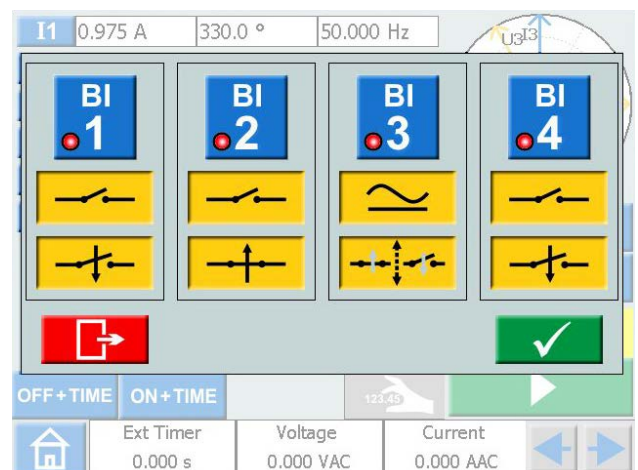 I1 0.975 A 330.0 ° 50.000 Hz
U3 I3
BI 1
BI 2
BI 3
BI 4
OFF+TIME ON+TIME 123.45
Ext Timer Voltage Current
0.000 s 0.000 VAC 0.000 AAC